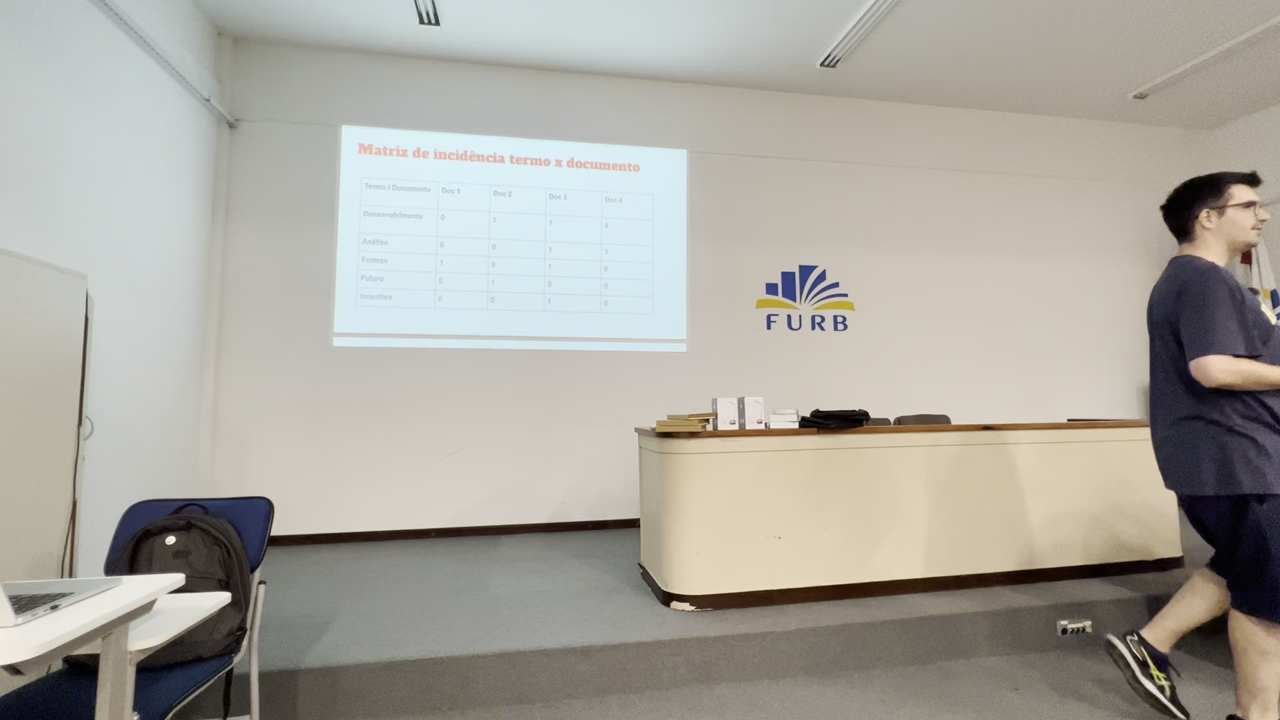 Matriz de incidência termo x documento
Termo / Documento Doc 1 Doc 2 Doc 3 Doc 4
Desenvolvimento 0 1 1 0
Análise 0 0 1 1
Formas 1 0 1 0
Futuro 0 1 0 0
Incentivo 0 0 1 0
FURB